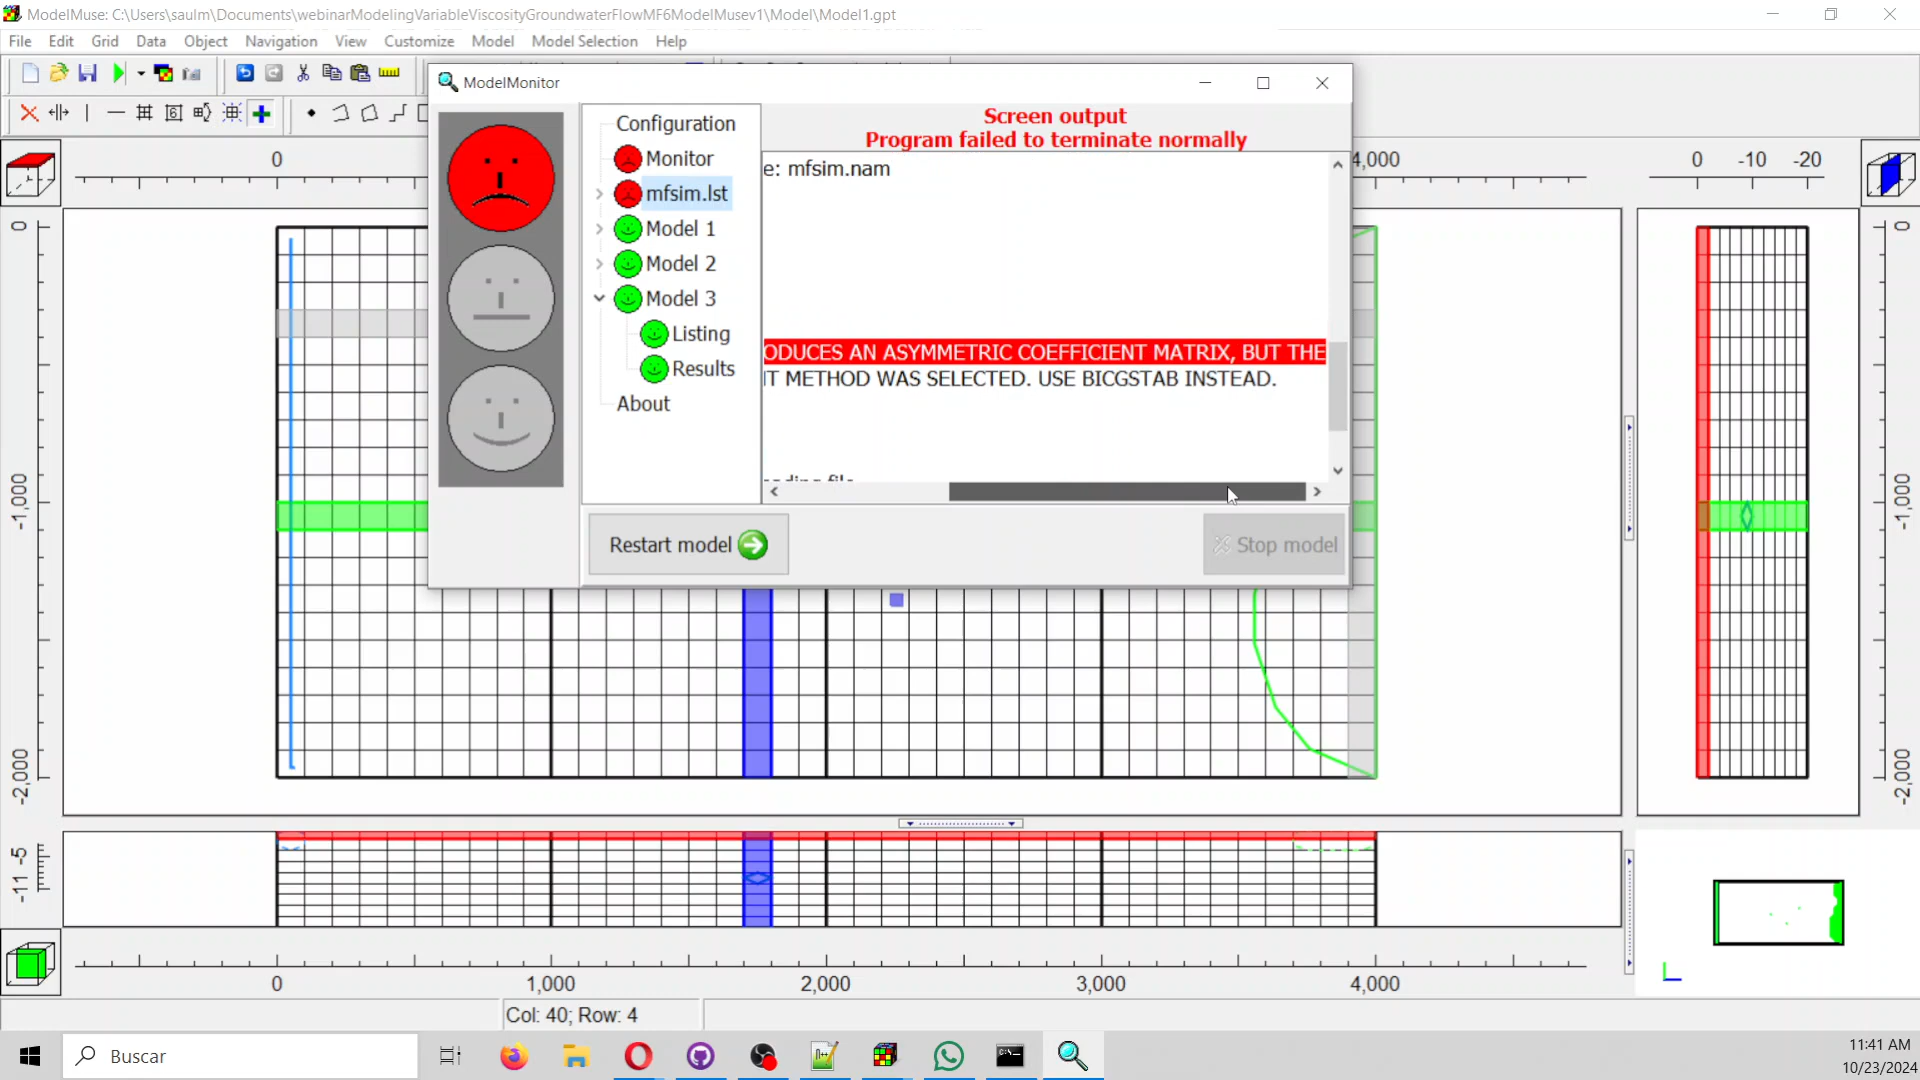 ModelMuse: C:\Users\saulm\Documents\webinarModelingVariableViscosityGroundwaterFlowMF6ModelMusev1\Model\Model1.gpt
File Edit Grid Data Object Navigation View Customize Model Model Selection Help
ModelMonitor
Configuration
Monitor
mfsim.lst
Model 1
Model 2
Model 3
Listing
Results
About
Screen output
Program failed to terminate normally
e: mfsim.nam
ODUCES AN ASYMMETRIC COEFFICIENT MATRIX, BUT THE
IT METHOD WAS SELECTED. USE BICGSTAB INSTEAD.
Restart model
Stop model
0
4,000
0 -10 -20
0
-1,000
-2,000
0
-1,000
-2,000
-5
-11
0 1,000 2,000 3,000 4,000
Col: 40; Row: 4
Buscar
11:41 AM
10/23/2024